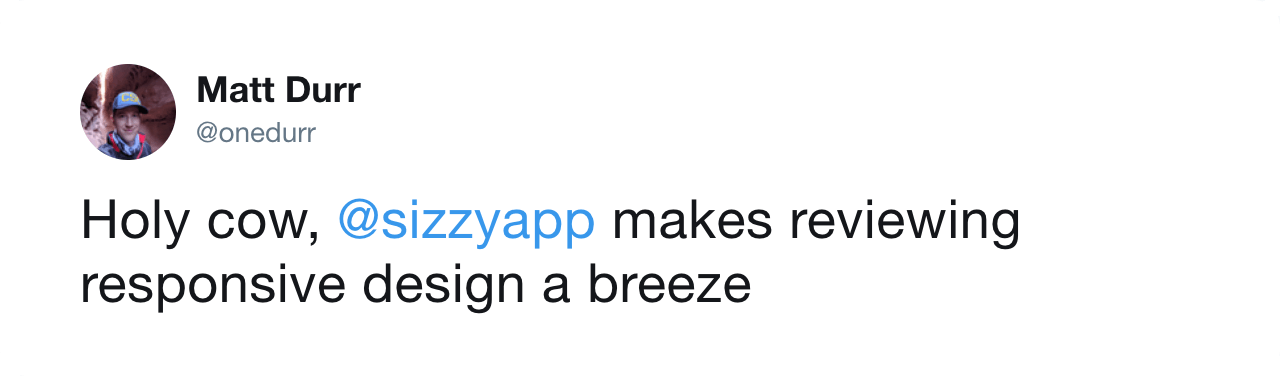 Matt Durr
@onedurr
Holy cow, @sizzyapp makes reviewing
responsive design a breeze